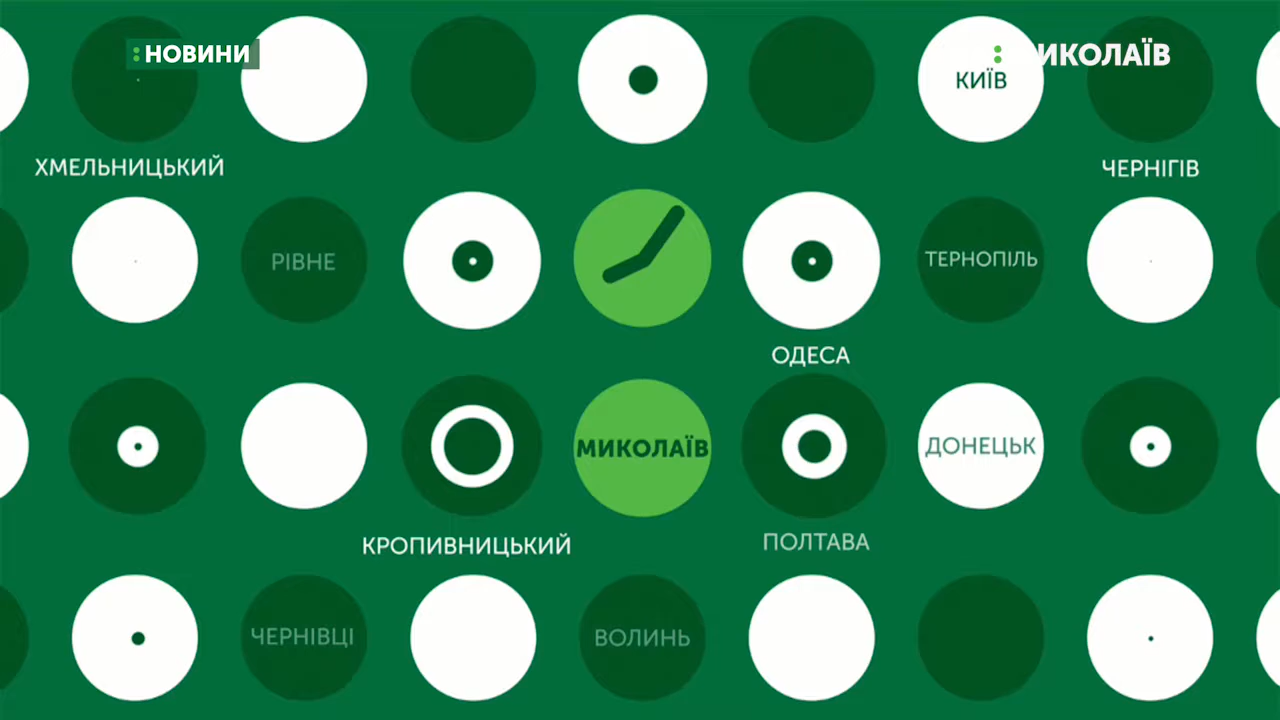 : НОВИНИ
: МИКОЛАЇВ
КИЇВ
ХМЕЛЬНИЦЬКИЙ
ЧЕРНІГІВ
РІВНЕ
ТЕРНОПІЛЬ
ОДЕСА
МИКОЛАЇВ
ДОНЕЦЬК
КРОПИВНИЦЬКИЙ
ПОЛТАВА
ЧЕРНІВЦІ
ВОЛИНЬ